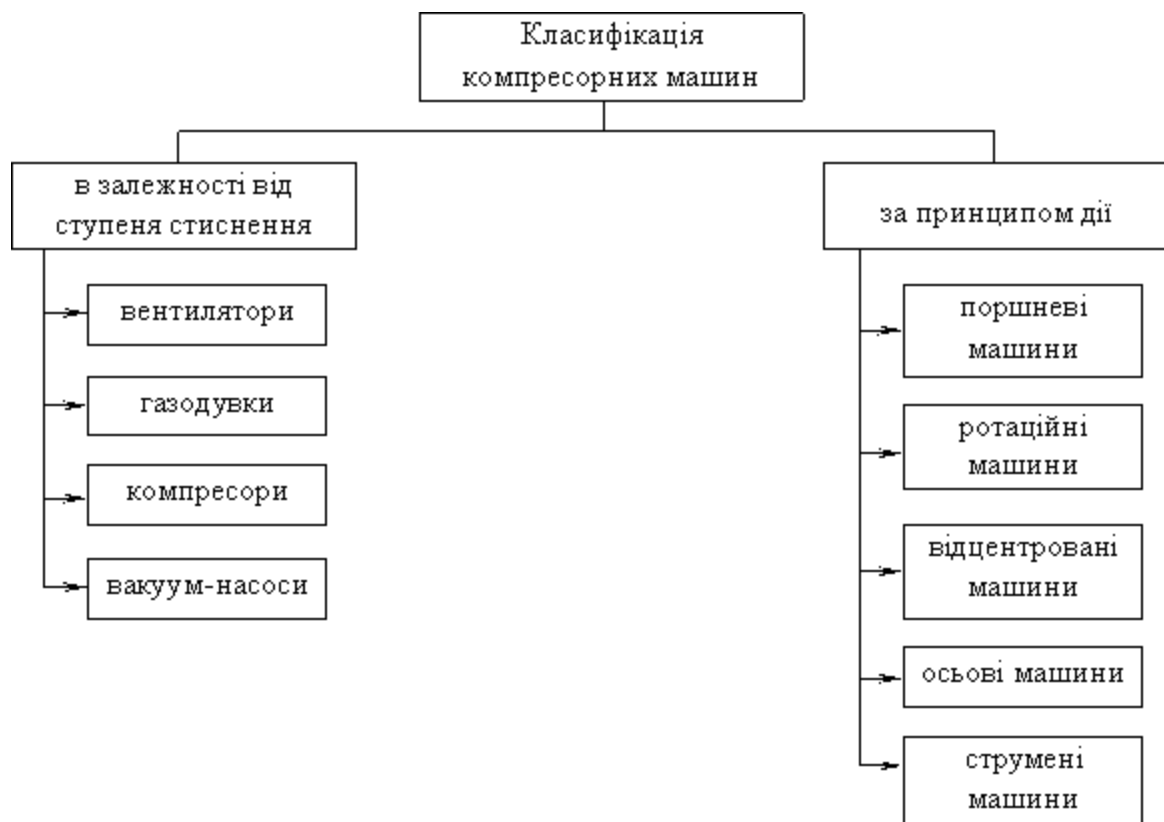 Класифікація
компресорних машин
в залежності від
ступеня стиснення
вентилятори
газодувки
компресори
вакуум-насоси
за принципом дії
поршневі
машини
ротаційні
машини
відцентровані
машини
осьові машини
струмені
машини